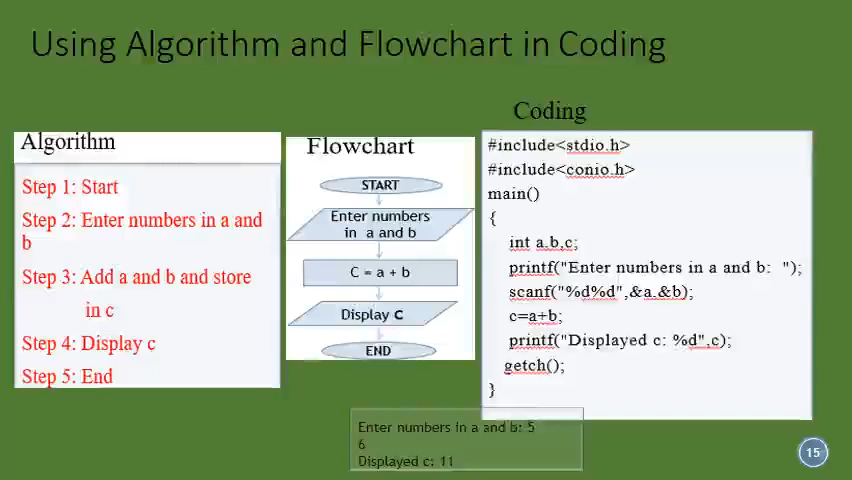 Using Algorithm and Flowchart in Coding
Algorithm
Step 1: Start
Step 2: Enter numbers in a and
b
Step 3: Add a and b and store
in c
Step 4: Display c
Step 5: End
Flowchart
START
Enter numbers
in a and b
C = a + b
Display C
END
Coding
#include<stdio.h>
#include<conio.h>
main()
{
int a,b,c;
printf("Enter numbers in a and b:  ");
scanf("%d%d",&a,&b);
c=a+b;
printf("Displayed c: %d",c);
getch();
}
Enter numbers in a and b: 5
6
Displayed c: 11
15